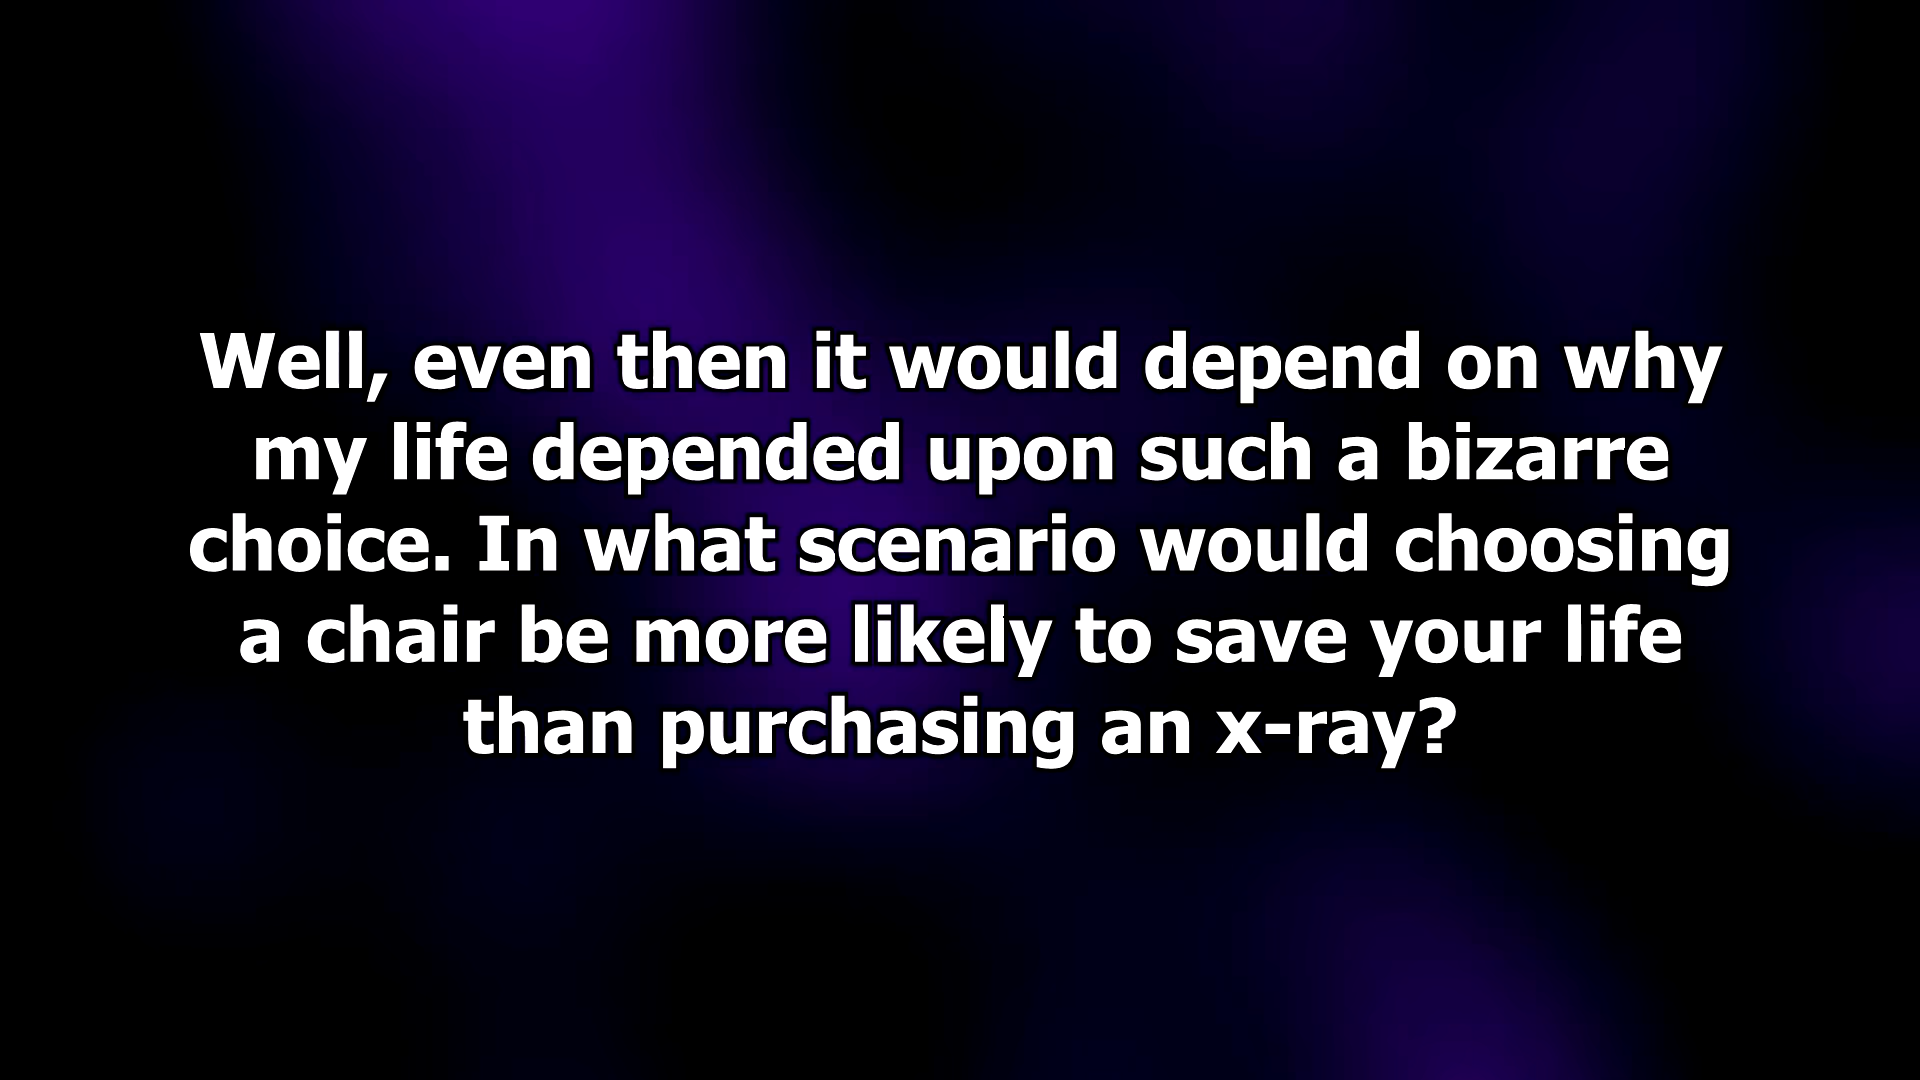 Well, even then it would depend on why
my life depended upon such a bizarre
choice. In what scenario would choosing
a chair be more likely to save your life
than purchasing an x-ray?